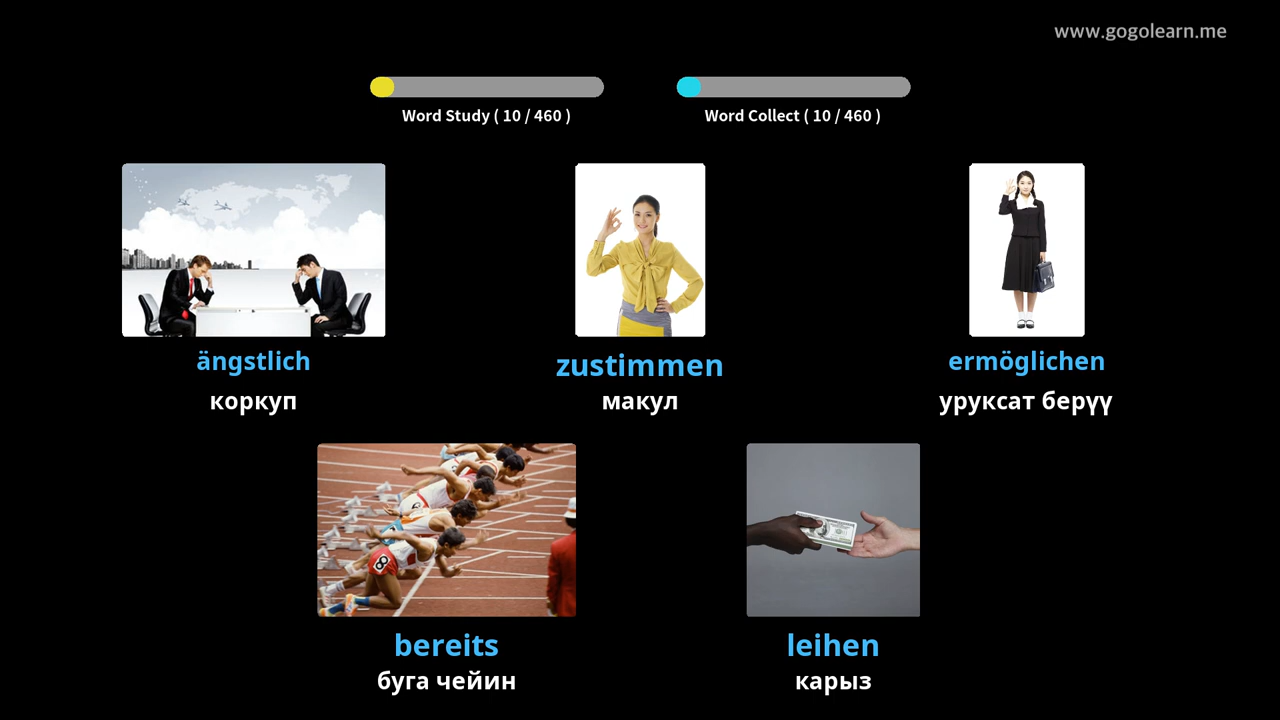 www.gogolearn.me
Word Study ( 10 / 460 )
Word Collect ( 10 / 460 )
ängstlich
коркуп
zustimmen
макул
ermöglichen
уруксат берүү
8
bereits
буга чейин
leihen
карыз